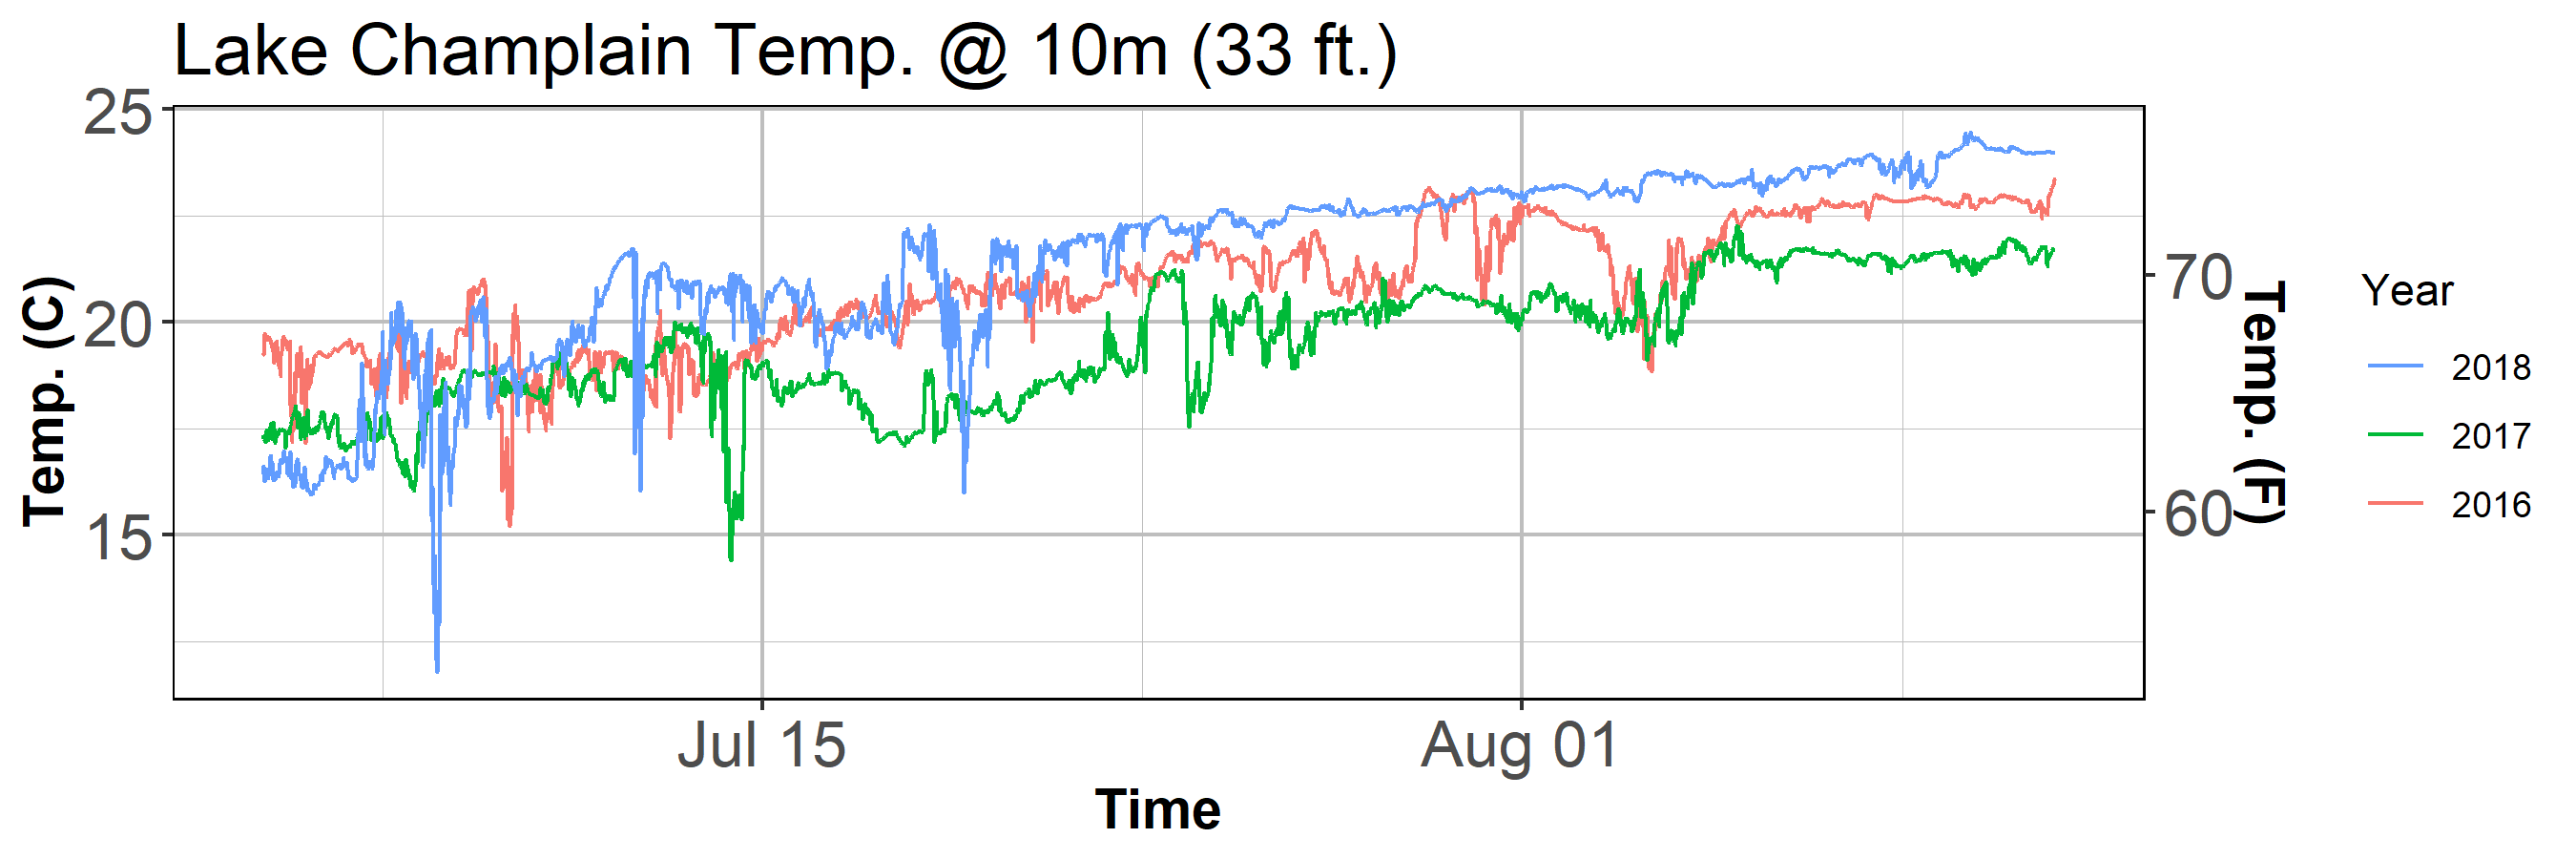 Lake Champlain Temp. @ 10m (33 ft.)
25
20
15
Temp. (C)
70
60
Temp. (F)
Jul 15
Aug 01
Time
Year
2018
2017
2016